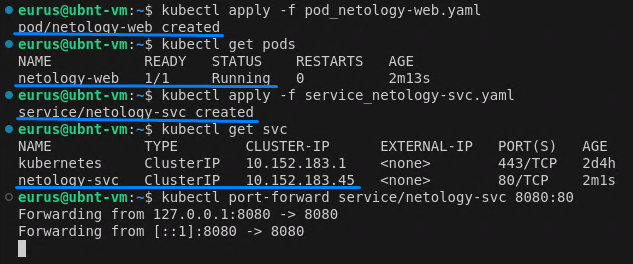 eurus@ubnt-vm:~$ kubectl apply -f pod_netology-web.yaml
pod/netology-web created
eurus@ubnt-vm:~$ kubectl get pods
NAME READY STATUS RESTARTS AGE
netology-web 1/1 Running 0 2m13s
eurus@ubnt-vm:~$ kubectl apply -f service_netology-svc.yaml
service/netology-svc created
eurus@ubnt-vm:~$ kubectl get svc
NAME TYPE CLUSTER-IP EXTERNAL-IP PORT(S) AGE
kubernetes ClusterIP 10.152.183.1 <none> 443/TCP 2d4h
netology-svc ClusterIP 10.152.183.45 <none> 80/TCP 2m1s
eurus@ubnt-vm:~$ kubectl port-forward service/netology-svc 8080:80
Forwarding from 127.0.0.1:8080 -> 8080
Forwarding from [::1]:8080 -> 8080